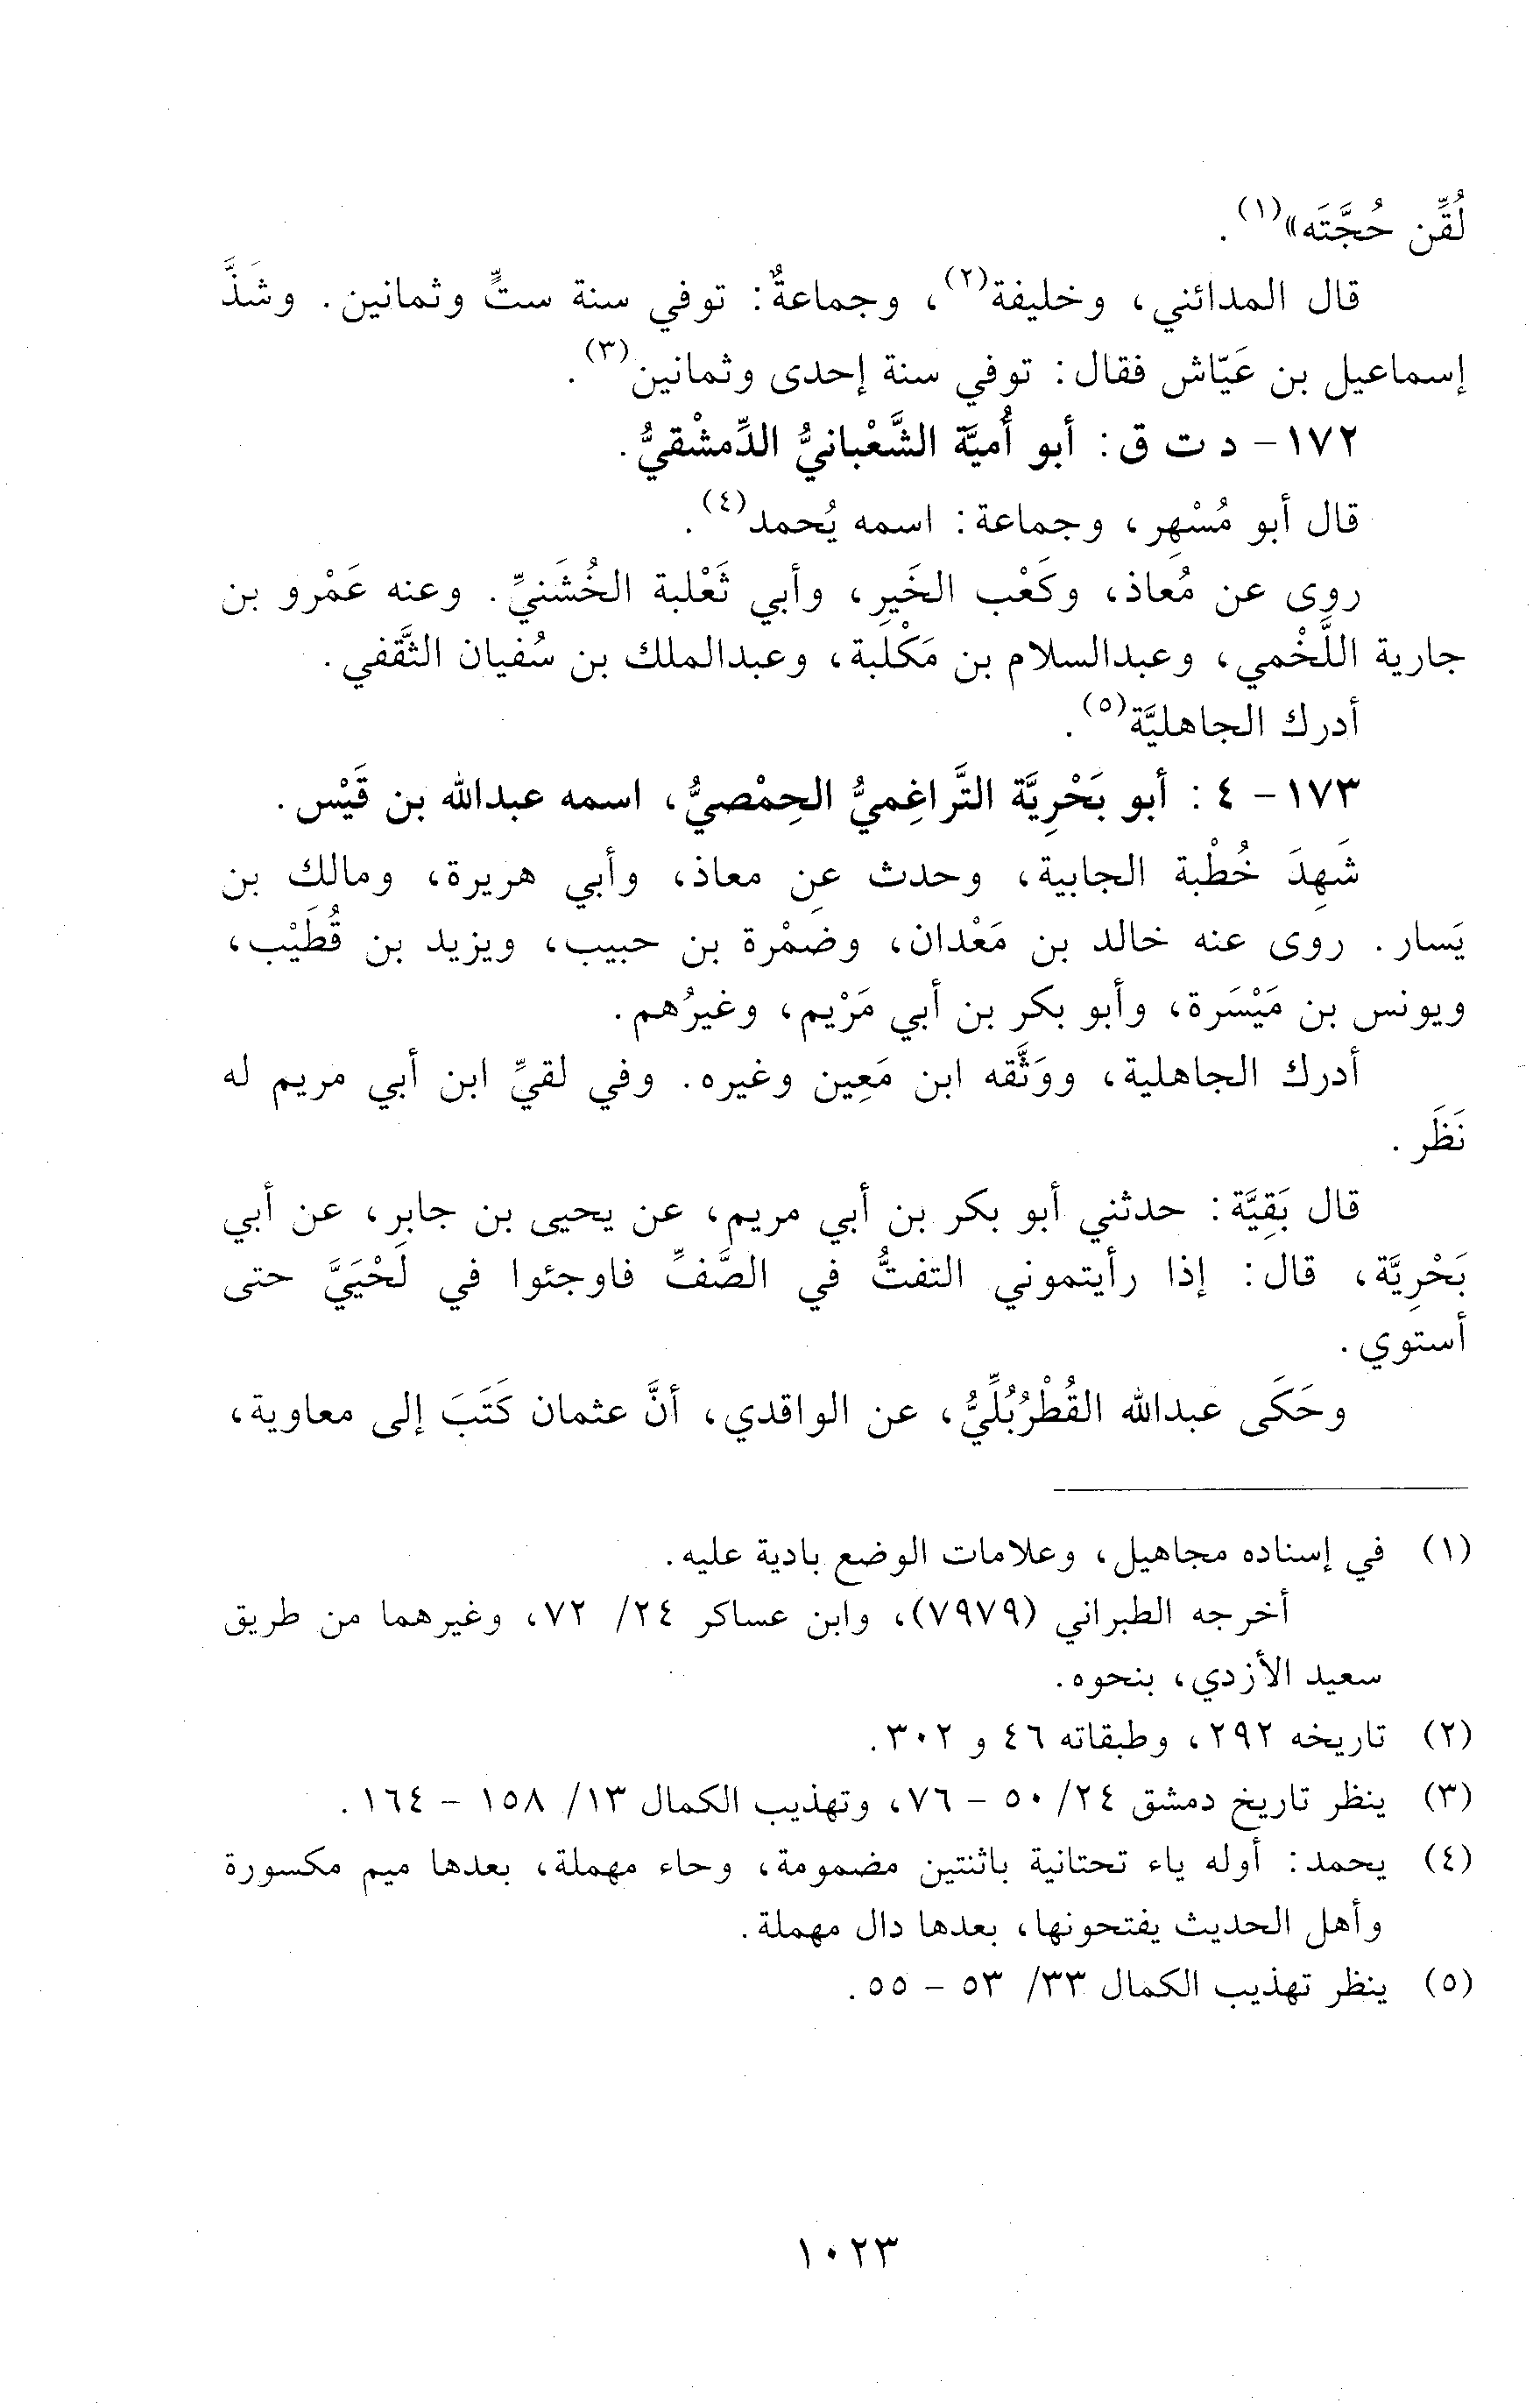 لُقِّن حُجَّتَه»(١).
قال المدائني، وخليفة(٢)، وجماعةٌ: توفي سنة ستٍّ وثمانين. وشَذَّ
إسماعيل بن عَيّاش فقال: توفي سنة إحدى وثمانين(٣).
١٧٢- د ت ق: أبو أُميَّة الشَّعْبانيُّ الدِّمشْقيُّ.
قال أبو مُسْهِر، وجماعة: اسمه يُحمد(٤).
روى عن مُعاذ، وكَعْب الخَيرِ، وأبي ثَعْلبة الخُشَنيِّ. وعنه عَمْرو بن
جارية اللَّخْمي، وعبدالسلام بن مَكْلبة، وعبدالملك بن سُفيان الثَّقفي.
أدرك الجاهليَّة(٥).
١٧٣- ٤: أبو بَحْرِيَّة التَّراغِميُّ الحِمْصيُّ، اسمه عبدالله بن قَيْس.
شَهِدَ خُطْبة الجابية، وحدث عن معاذ، وأبي هريرة، ومالك بن
يَسار. روى عنه خالد بن مَعْدان، وضَمْرة بن حبيب، ويزيد بن قُطَيْب،
ويونس بن مَيْسَرة، وأبو بكر بن أبي مَرْيم، وغيرُهم.
أدرك الجاهلية، ووَثَّقه ابن مَعِين وغيره. وفي لقيِّ ابن أبي مريم له
نَظَر.
قال بَقِيَّة: حدثني أبو بكر بن أبي مريم، عن يحيى بن جابر، عن أبي
بَحْرِيَّة، قال: إذا رأيتموني التفتُّ في الصَّفِّ فاوجئوا في لَحْيَيَّ حتى
أستوي.
وحَكَى عبدالله القُطْرُبُلِّيُّ، عن الواقدي، أنَّ عثمان كَتَبَ إلى معاوية،
(١) في إسناده مجاهيل، وعلامات الوضع بادية عليه.
أخرجه الطبراني (٧٩٧٩)، وابن عساكر ٢٤/ ٧٢، وغيرهما من طريق
سعيد الأزدي، بنحوه.
(٢) تاريخه ٢٩٢، وطبقاته ٤٦ و ٣٠٢.
(٣) ينظر تاريخ دمشق ٢٤/ ٥٠ - ٧٦، وتهذيب الكمال ١٣/ ١٥٨ - ١٦٤.
(٤) يحمد: أوله ياء تحتانية باثنتين مضمومة، وحاء مهملة، بعدها ميم مكسورة
وأهل الحديث يفتحونها، بعدها دال مهملة.
(٥) ينظر تهذيب الكمال ٣٣/ ٥٣ - ٥٥.
١٠٢٣